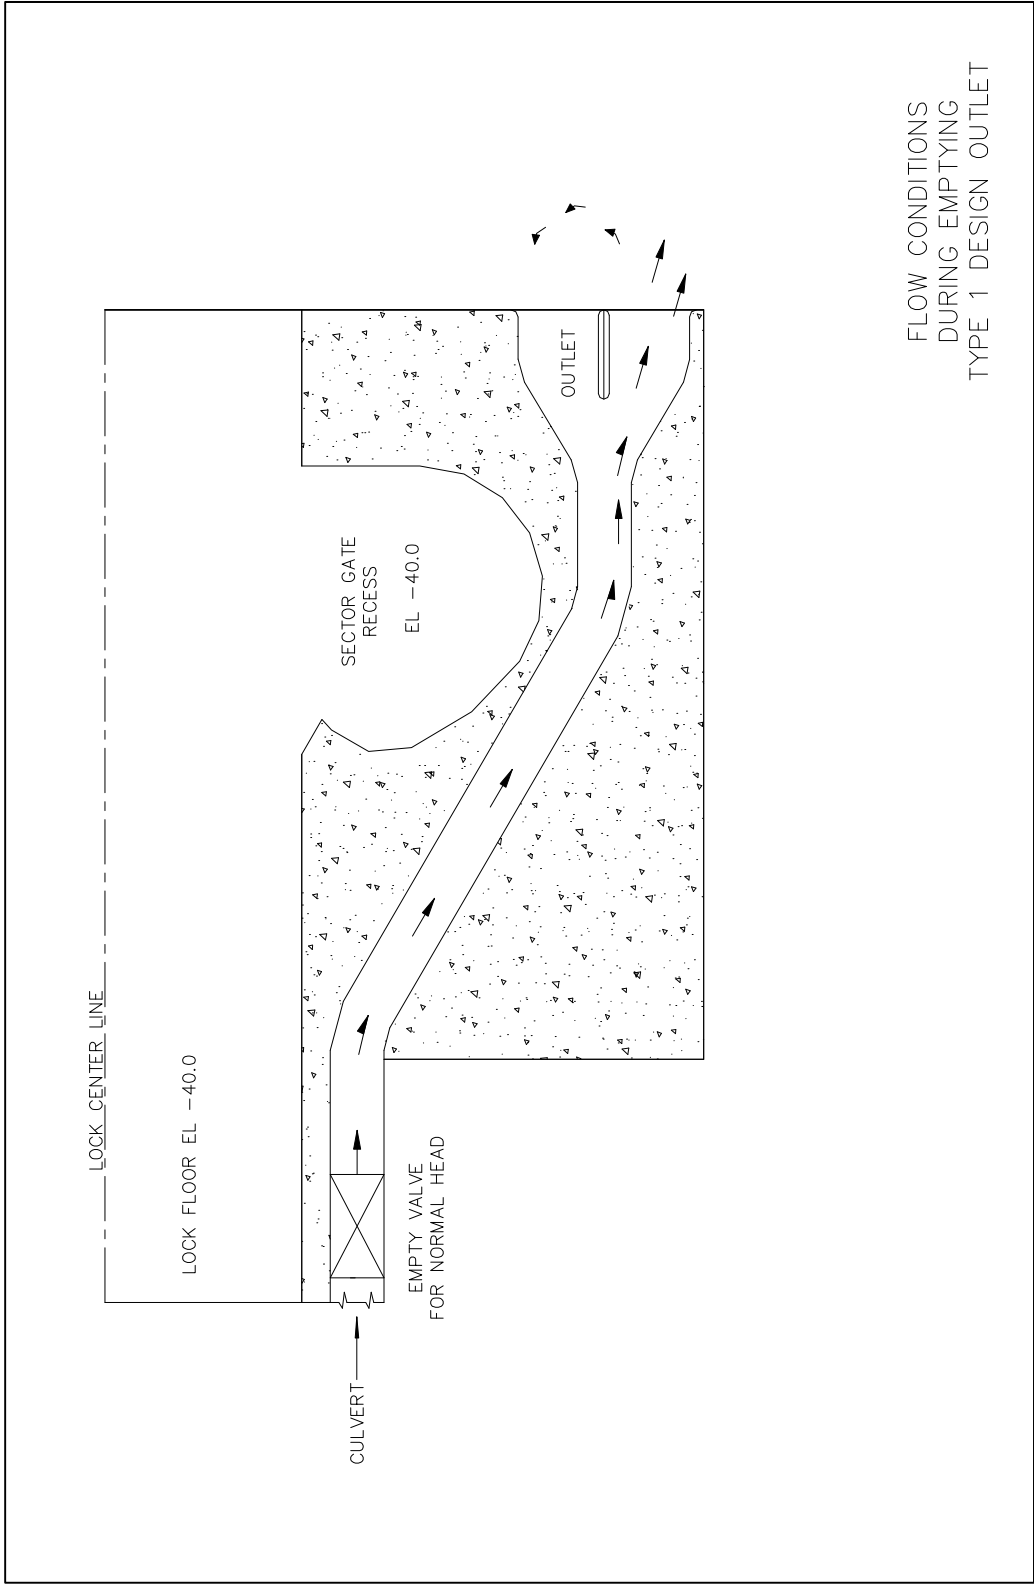 LOCK CENTER LINE
LOCK FLOOR EL -40.0
SECTOR GATE
RECESS
EL -40.0
OUTLET
EMPTY VALVE
FOR NORMAL HEAD
CULVERT
FLOW CONDITIONS
DURING EMPTYING
TYPE 1 DESIGN OUTLET